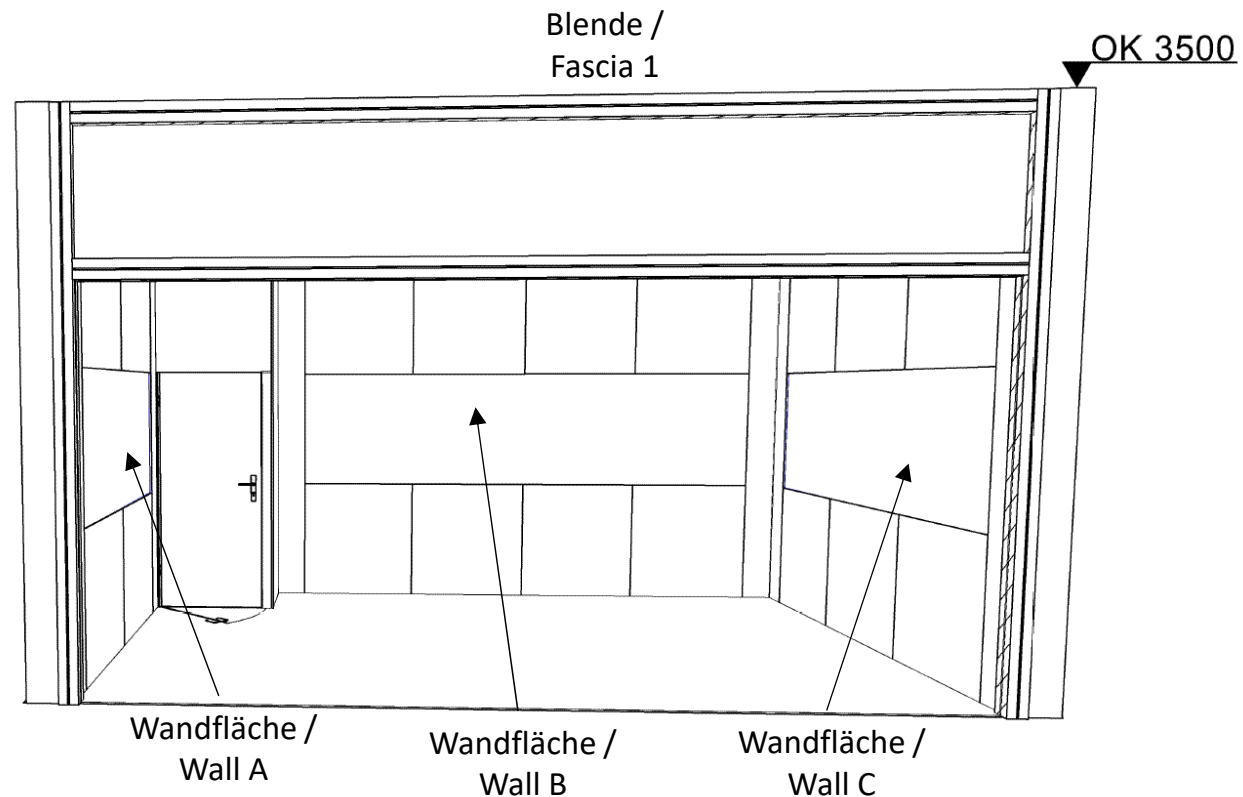 Blende /
Fascia 1
OK 3500
Wandfläche /
Wall A
Wandfläche /
Wall B
Wandfläche /
Wall C